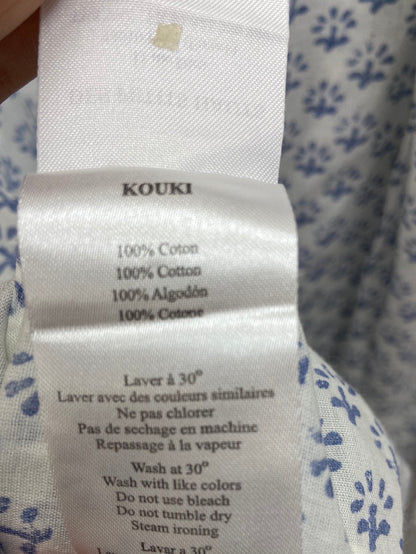 KOUKI
100% Coton
100% Cotton
100% Algodón
100% Cotone
Laver à 30°
Laver avec des couleurs similaires
Ne pas chlorer
Pas de sechage en machine
Repassage à la vapeur
Wash at 30°
Wash with like colors
Do not use bleach
Do not tumble dry
Steam ironing
Lavar a 30°